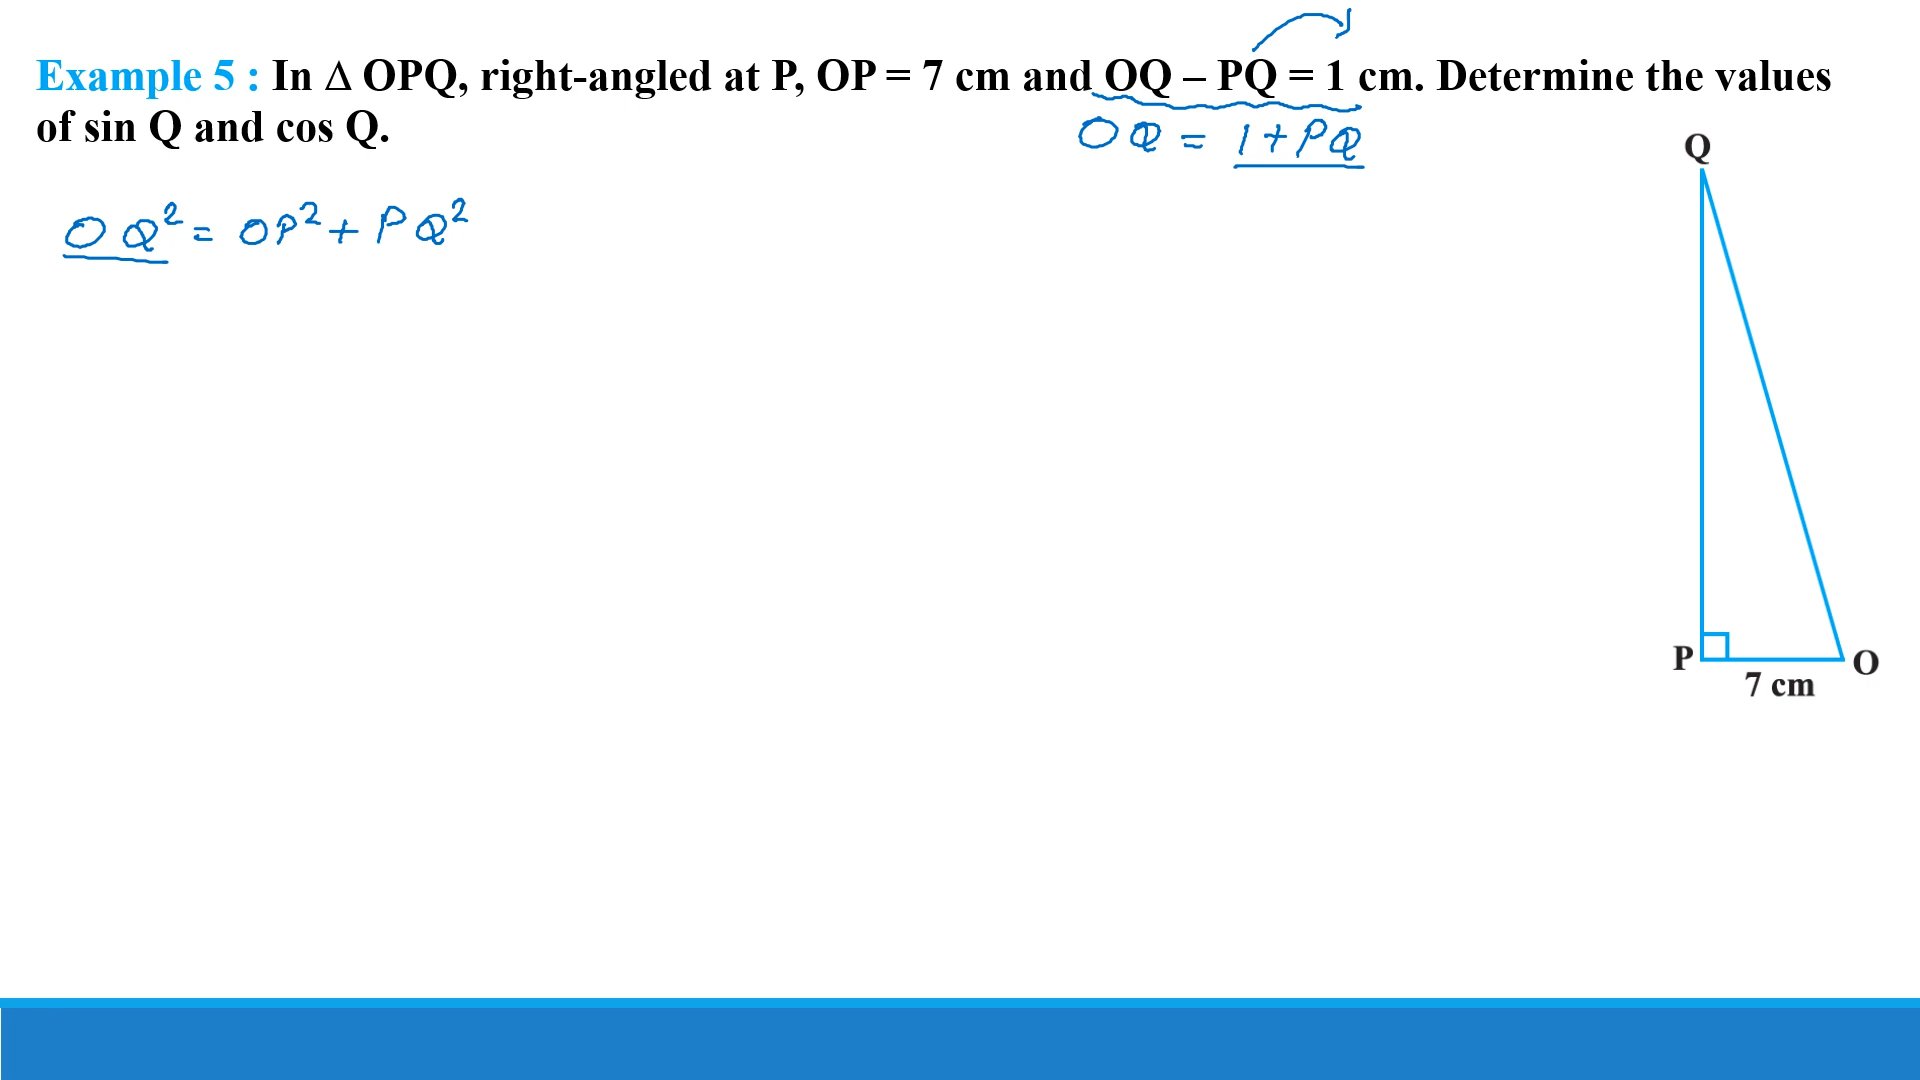 Example 5 : In Δ OPQ, right-angled at P, OP = 7 cm and OQ – PQ = 1 cm. Determine the values
of sin Q and cos Q.
OQ = 1+PQ
Q
OQ² = OP² + PQ²
P
O
7 cm